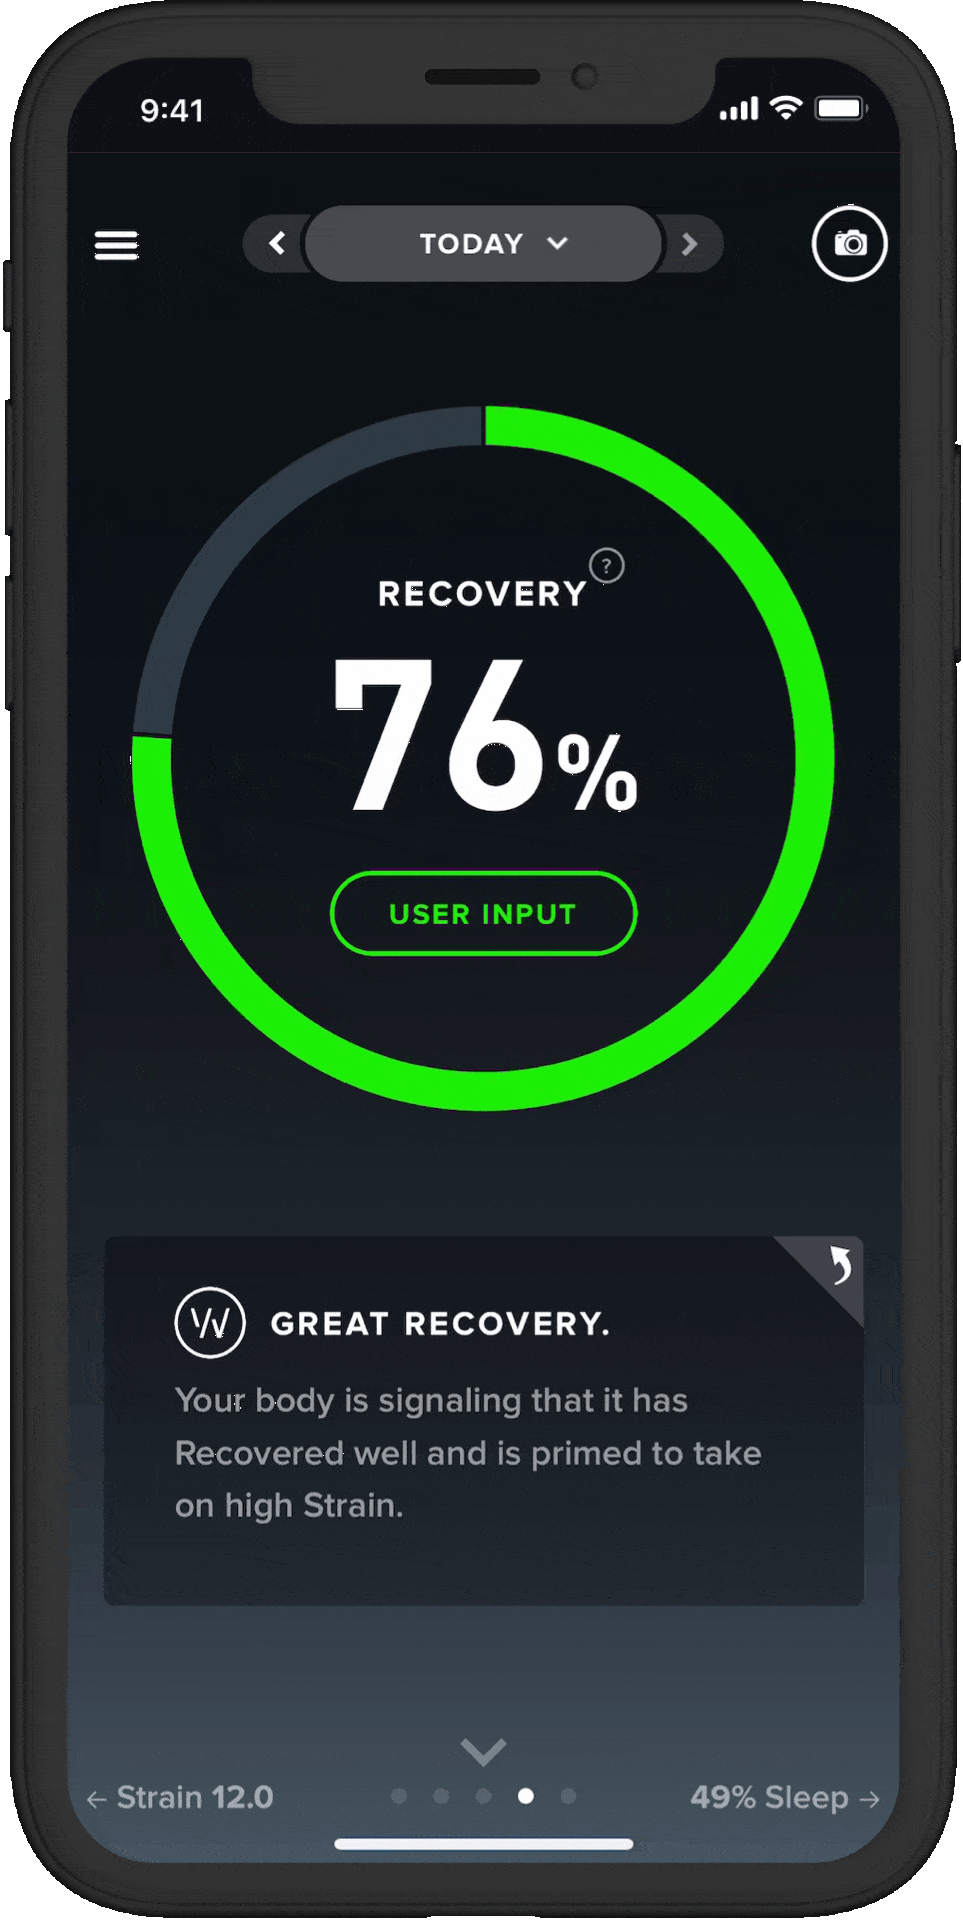 9:41
TODAY
RECOVERY ?
76%
USER INPUT
W GREAT RECOVERY.
Your body is signaling that it has
Recovered well and is primed to take
on high Strain.
← Strain 12.0 49% Sleep →